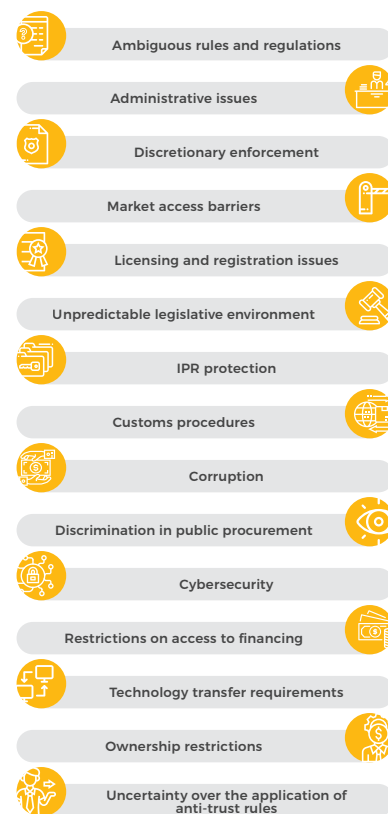 Ambiguous rules and regulations
Administrative issues
Discretionary enforcement
Market access barriers
Licensing and registration issues
Unpredictable legislative environment
IPR protection
Customs procedures
Corruption
Discrimination in public procurement
Cybersecurity
Restrictions on access to financing
Technology transfer requirements
Ownership restrictions
Uncertainty over the application of
anti-trust rules